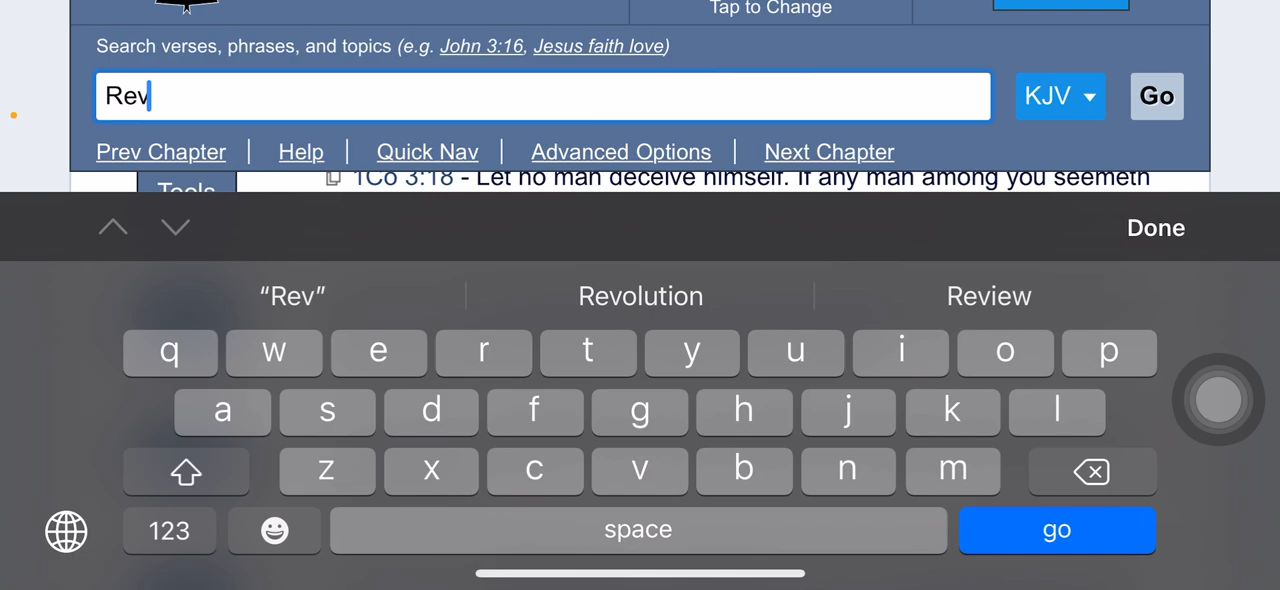 Tap to Change
Search verses, phrases, and topics (e.g. John 3:16, Jesus faith love)
Rev
KJV
Go
Prev Chapter | Help | Quick Nav | Advanced Options | Next Chapter
Tools
1Co 3:18 - Let no man deceive himself. If any man among you seemeth
Done
“Rev”
Revolution
Review
q w e r t y u i o p
a s d f g h j k l
z x c v b n m
123
space
go